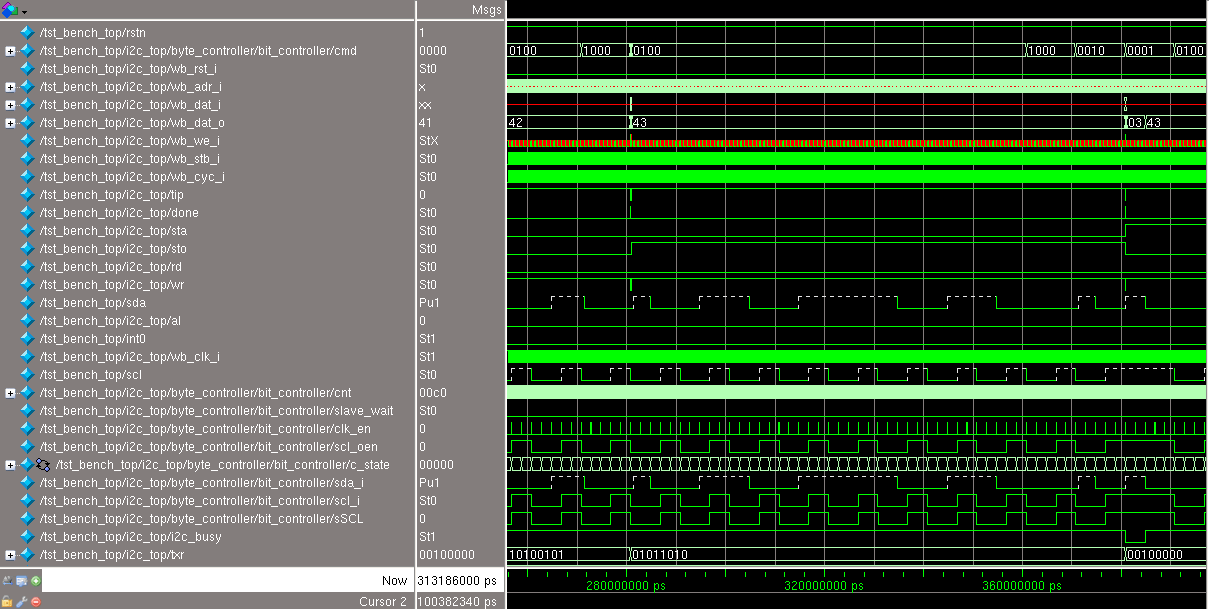 Msgs
/tst_bench_top/rstn 1
/tst_bench_top/i2c_top/byte_controller/bit_controller/cmd 0000 0100 1000 0100 1000 0010 0001 0100
/tst_bench_top/i2c_top/wb_rst_i St0
/tst_bench_top/i2c_top/wb_adr_i x
/tst_bench_top/i2c_top/wb_dat_i xx
/tst_bench_top/i2c_top/wb_dat_o 41 42 43 03 43
/tst_bench_top/i2c_top/wb_we_i StX
/tst_bench_top/i2c_top/wb_stb_i St0
/tst_bench_top/i2c_top/wb_cyc_i St0
/tst_bench_top/i2c_top/tip 0
/tst_bench_top/i2c_top/done St0
/tst_bench_top/i2c_top/sta St0
/tst_bench_top/i2c_top/sto St0
/tst_bench_top/i2c_top/rd St0
/tst_bench_top/i2c_top/wr St0
/tst_bench_top/sda Pu1
/tst_bench_top/i2c_top/al 0
/tst_bench_top/int0 St1
/tst_bench_top/i2c_top/wb_clk_i St1
/tst_bench_top/scl St0
/tst_bench_top/i2c_top/byte_controller/bit_controller/cnt 00c0
/tst_bench_top/i2c_top/byte_controller/bit_controller/slave_wait St0
/tst_bench_top/i2c_top/byte_controller/bit_controller/clk_en 0
/tst_bench_top/i2c_top/byte_controller/bit_controller/scl_oen 0
/tst_bench_top/i2c_top/byte_controller/bit_controller/c_state 00000
/tst_bench_top/i2c_top/byte_controller/bit_controller/sda_i Pu1
/tst_bench_top/i2c_top/byte_controller/bit_controller/scl_i St0
/tst_bench_top/i2c_top/byte_controller/bit_controller/sSCL 0
/tst_bench_top/i2c_top/i2c_busy St1
/tst_bench_top/i2c_top/txr 00100000 10100101 01011010 00100000
Now 313186000 ps 280000000 ps 320000000 ps 360000000 ps
Cursor 2 100382340 ps